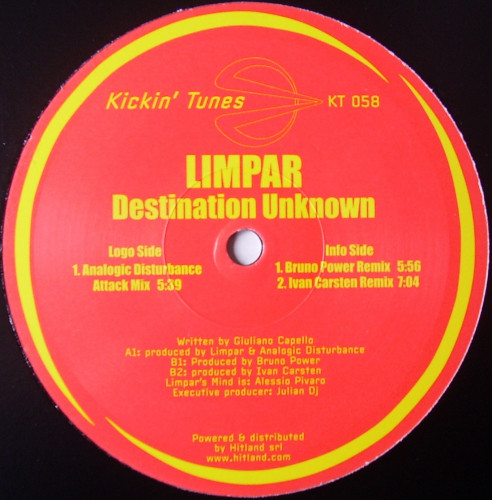 Kickin' Tunes
KT 058
LIMPAR
Destination Unknown
Logo Side
1. Analogic Disturbance
Attack Mix 5:39
Info Side
1. Bruno Power Remix 5:56
2. Ivan Carsten Remix 7:04
Written by Giuliano Capello
A1: produced by Limpar & Analogic Disturbance
B1: Produced by Bruno Power
B2: produced by Ivan Carsten
Limpar's Mind is: Alessio Pivaro
Executive producer: Julian Dj
Powered & distributed
by
Hitland srl
www.hitland.com